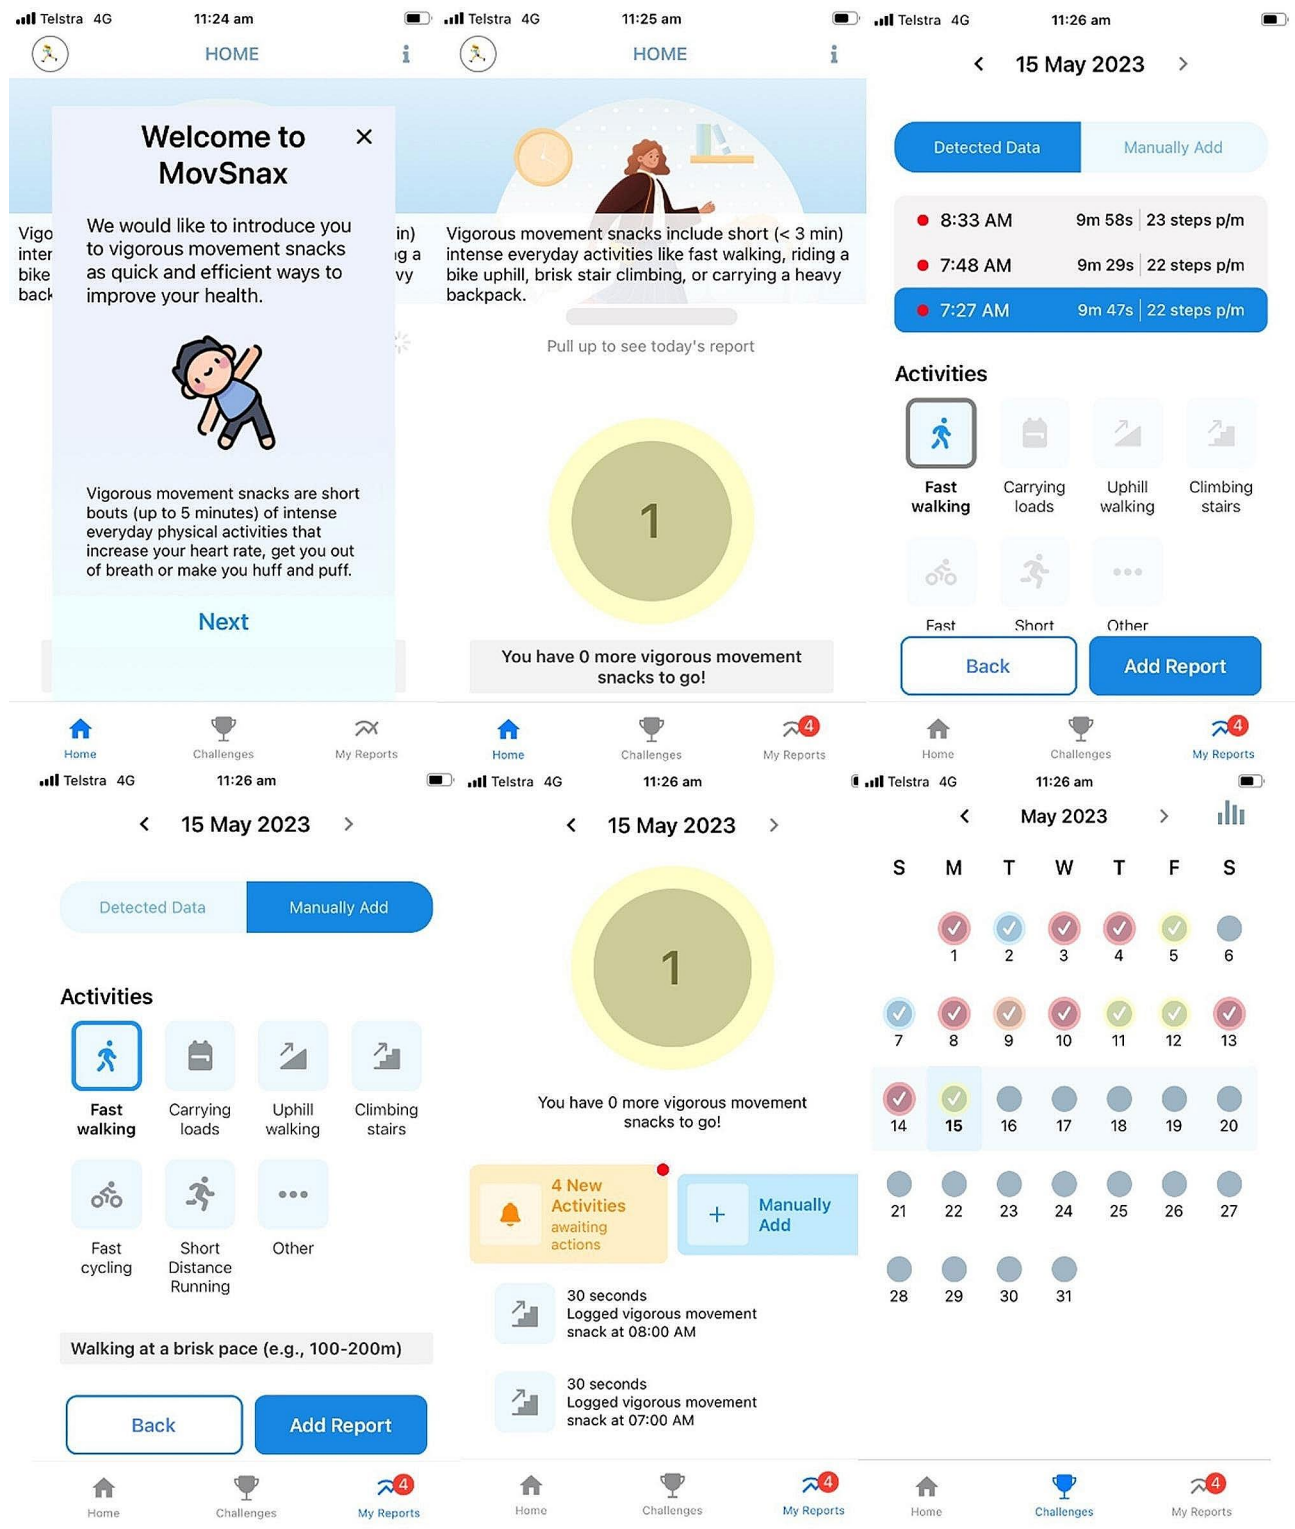 Telstra 4G 11:24 am
HOME
Welcome to
MovSnax
We would like to introduce you
to vigorous movement snacks
as quick and efficient ways to
improve your health.
Vigorous movement snacks are short
bouts (up to 5 minutes) of intense
everyday physical activities that
increase your heart rate, get you out
of breath or make you huff and puff.
Next
Vigo
inter
bike
back
in)
ng a
vy
Home Challenges My Reports
Telstra 4G 11:25 am
HOME
Vigorous movement snacks include short (< 3 min)
intense everyday activities like fast walking, riding a
bike uphill, brisk stair climbing, or carrying a heavy
backpack.
Pull up to see today's report
1
You have 0 more vigorous movement
snacks to go!
4
Home Challenges My Reports
Telstra 4G 11:26 am
< 15 May 2023 >
Detected Data Manually Add
8:33 AM 9m 58s 23 steps p/m
7:48 AM 9m 29s 22 steps p/m
7:27 AM 9m 47s 22 steps p/m
Activities
Fast walking
Carrying loads
Uphill walking
Climbing stairs
Fast
Short
Other
Back Add Report
4
Home Challenges My Reports
Telstra 4G 11:26 am
< 15 May 2023 >
Detected Data Manually Add
Activities
Fast walking
Carrying loads
Uphill walking
Climbing stairs
Fast cycling
Short Distance Running
Other
Walking at a brisk pace (e.g., 100-200m)
Back Add Report
4
Home Challenges My Reports
Telstra 4G 11:26 am
< 15 May 2023 >
1
You have 0 more vigorous movement
snacks to go!
4 New
Activities
awaiting
actions
Manually
Add
30 seconds
Logged vigorous movement
snack at 08:00 AM
30 seconds
Logged vigorous movement
snack at 07:00 AM
4
Home Challenges My Reports
Telstra 4G 11:26 am
< May 2023 >
S M T W T F S
1 2 3 4 5 6
7 8 9 10 11 12 13
14 15 16 17 18 19 20
21 22 23 24 25 26 27
28 29 30 31
4
Home Challenges My Reports